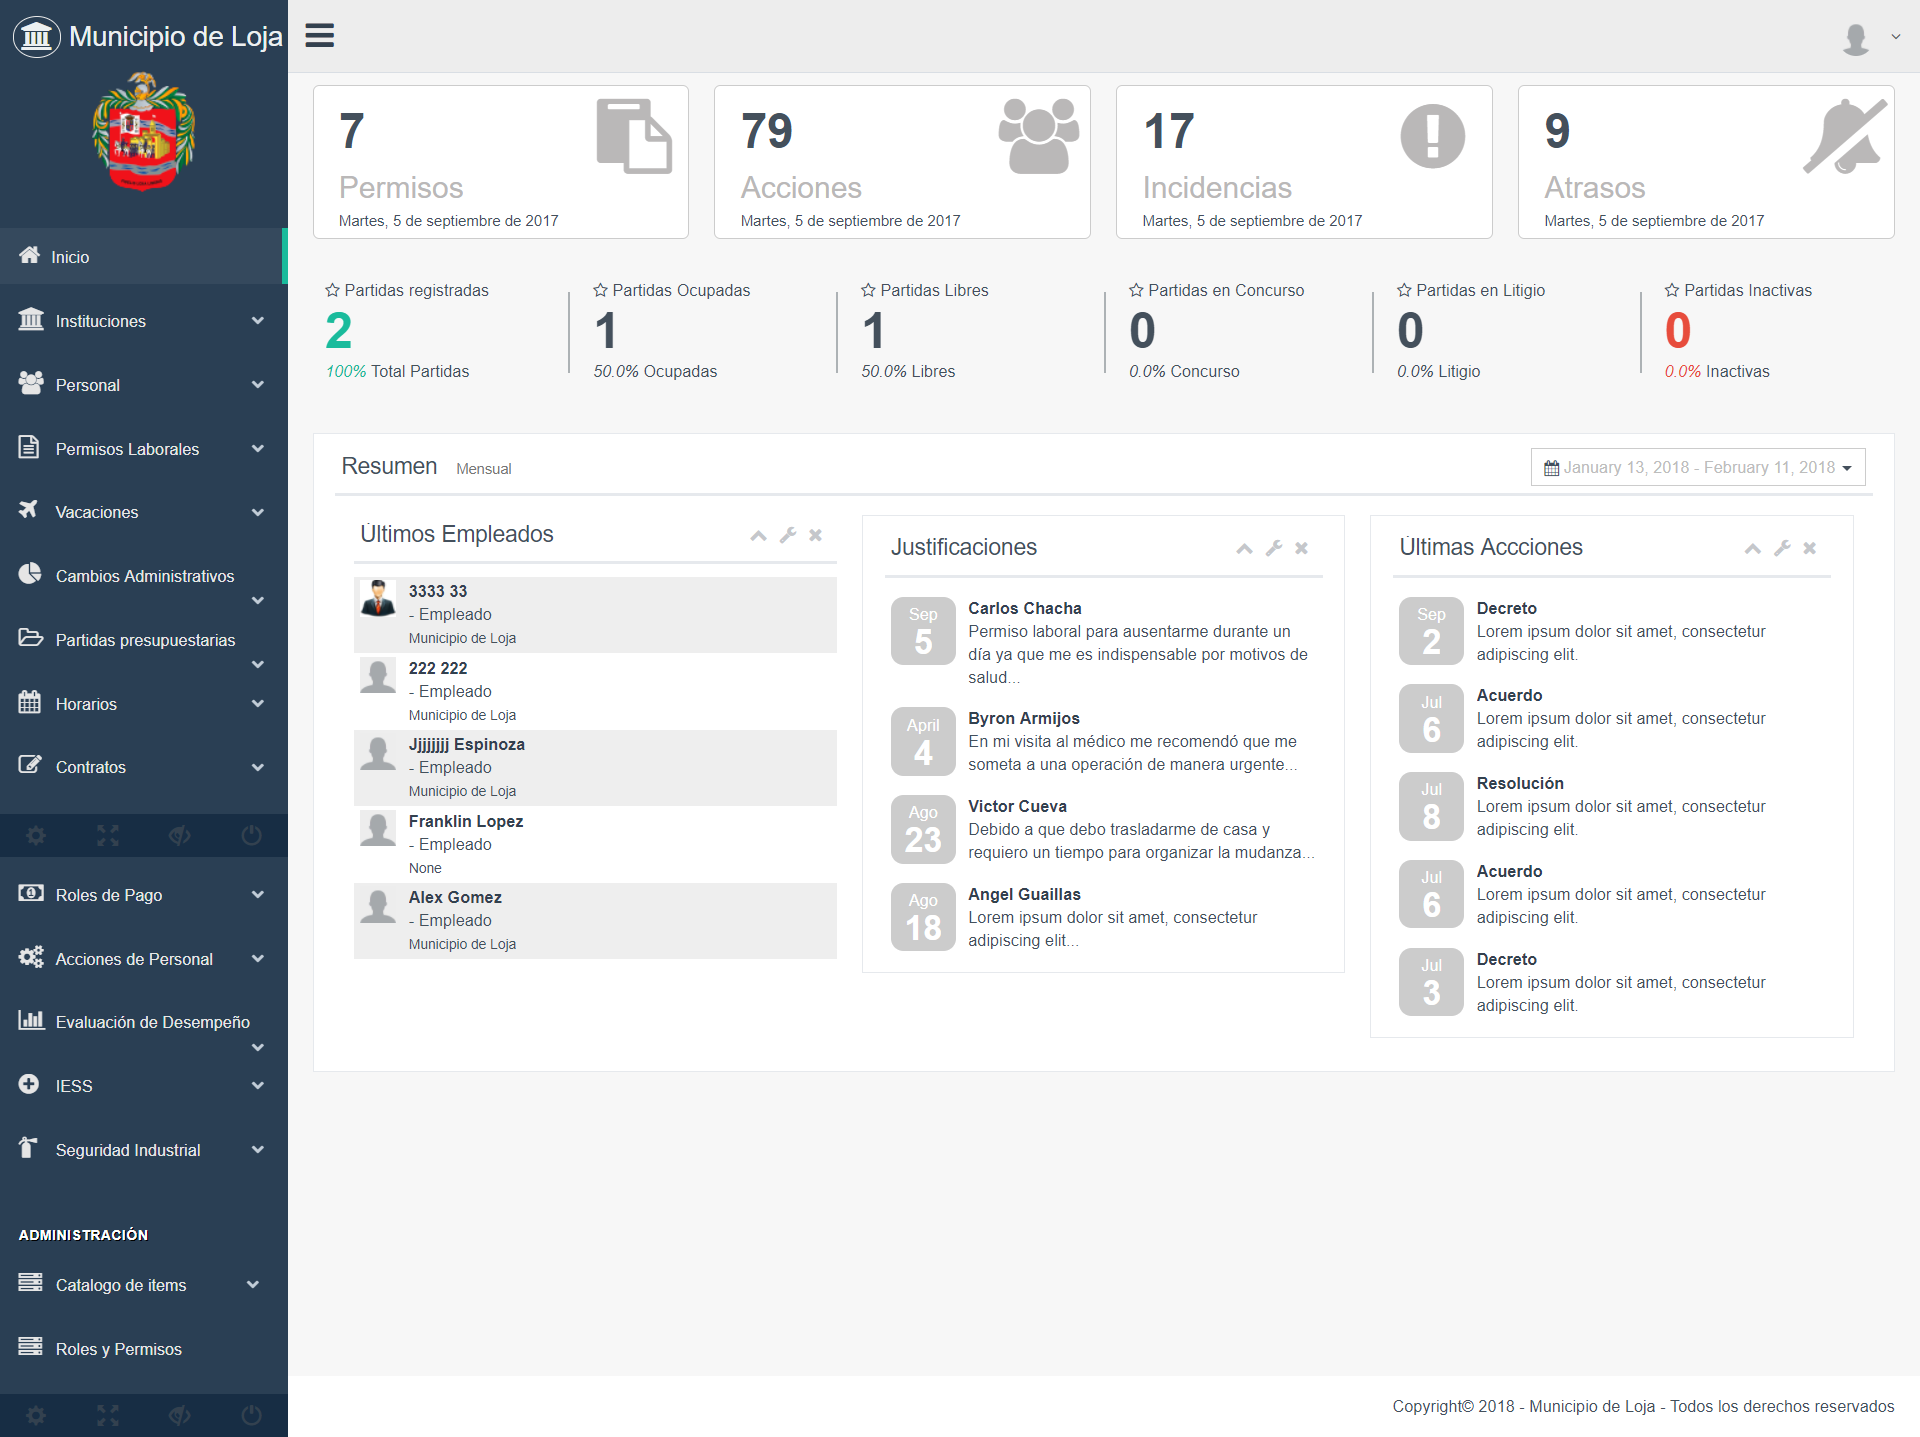 Municipio de Loja
Inicio
Instituciones
Personal
Permisos Laborales
Vacaciones
Cambios Administrativos
Partidas presupuestarias
Horarios
Contratos
Roles de Pago
Acciones de Personal
Evaluación de Desempeño
IESS
Seguridad Industrial
ADMINISTRACIÓN
Catalogo de items
Roles y Permisos
7
Permisos
Martes, 5 de septiembre de 2017
79
Acciones
Martes, 5 de septiembre de 2017
17
Incidencias
Martes, 5 de septiembre de 2017
9
Atrasos
Martes, 5 de septiembre de 2017
Partidas registradas
2
100% Total Partidas
Partidas Ocupadas
1
50.0% Ocupadas
Partidas Libres
1
50.0% Libres
Partidas en Concurso
0
0.0% Concurso
Partidas en Litigio
0
0.0% Litigio
Partidas Inactivas
0
0.0% Inactivas
Resumen Mensual
January 13, 2018 - February 11, 2018
Últimos Empleados
3333 33
- Empleado
Municipio de Loja
222 222
- Empleado
Municipio de Loja
Jjjjjjjj Espinoza
- Empleado
Municipio de Loja
Franklin Lopez
- Empleado
None
Alex Gomez
- Empleado
Municipio de Loja
Justificaciones
Sep
5
Carlos Chacha
Permiso laboral para ausentarme durante un
día ya que me es indispensable por motivos de
salud...
April
4
Byron Armijos
En mi visita al médico me recomendó que me
someta a una operación de manera urgente...
Ago
23
Victor Cueva
Debido a que debo trasladarme de casa y
requiero un tiempo para organizar la mudanza...
Ago
18
Angel Guaillas
Lorem ipsum dolor sit amet, consectetur
adipiscing elit...
Últimas Accciones
Sep
2
Decreto
Lorem ipsum dolor sit amet, consectetur
adipiscing elit.
Jul
6
Acuerdo
Lorem ipsum dolor sit amet, consectetur
adipiscing elit.
Jul
8
Resolución
Lorem ipsum dolor sit amet, consectetur
adipiscing elit.
Jul
6
Acuerdo
Lorem ipsum dolor sit amet, consectetur
adipiscing elit.
Jul
3
Decreto
Lorem ipsum dolor sit amet, consectetur
adipiscing elit.
Copyright© 2018 - Municipio de Loja - Todos los derechos reservados